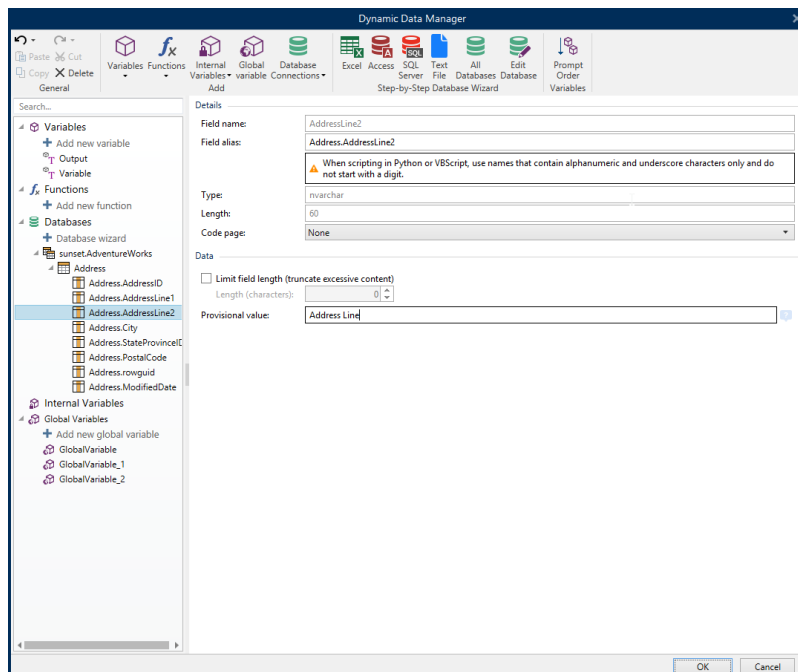 Dynamic Data Manager
Paste Cut
Copy Delete
General
Variables
Functions
Internal
Variables
Global
variable
Database
Connections
Add
Excel
Access
SQL
SQL
Server
Text
File
All
Databases
Edit
Database
Step-by-Step Database Wizard
Prompt
Order
Variables
Search...
Variables
Add new variable
Output
Variable
Functions
Add new function
Databases
Database wizard
sunset.AdventureWorks
Address
Address.AddressID
Address.AddressLine1
Address.AddressLine2
Address.City
Address.StateProvinceID
Address.PostalCode
Address.rowguid
Address.ModifiedDate
Internal Variables
Global Variables
Add new global variable
GlobalVariable
GlobalVariable_1
GlobalVariable_2
Details
Field name: AddressLine2
Field alias: Address.AddressLine2
When scripting in Python or VBScript, use names that contain alphanumeric and underscore characters only and do
not start with a digit.
Type: nvarchar
Length: 60
Code page: None
Data
Limit field length (truncate excessive content)
Length (characters): 0
Provisional value: Address Line
OK Cancel